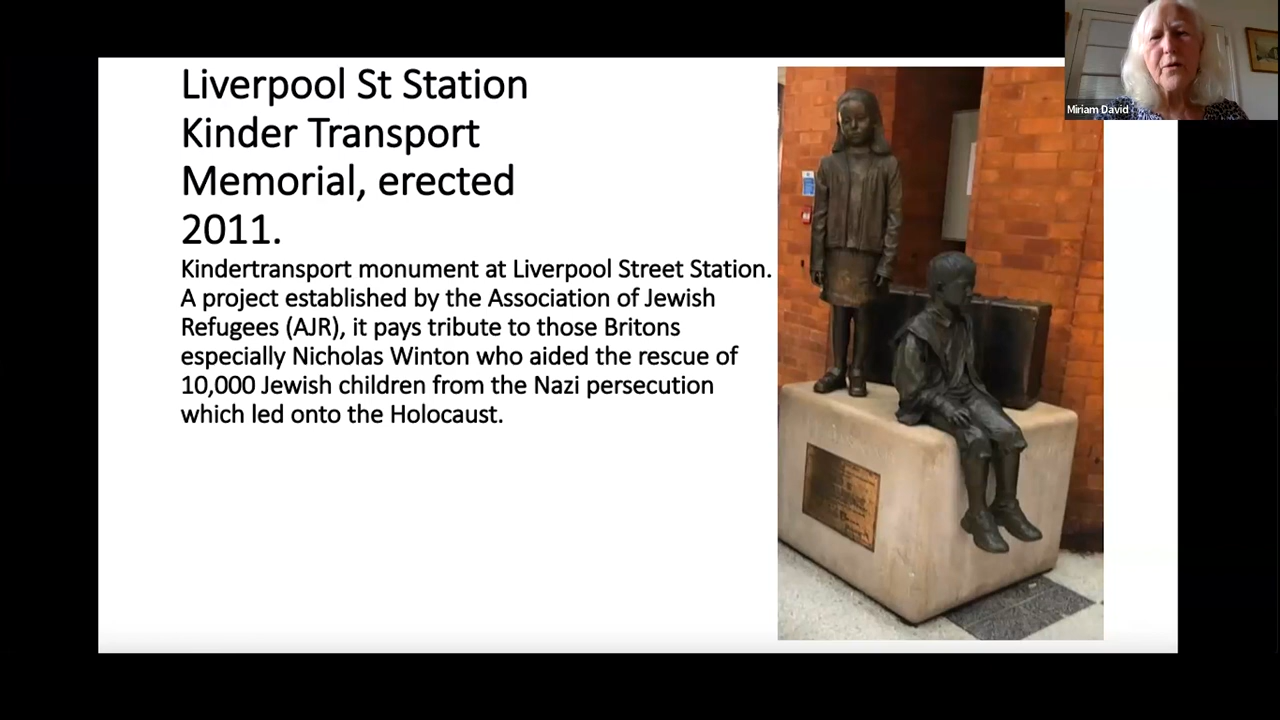 Liverpool St Station
Kinder Transport
Memorial, erected
2011.
Kindertransport monument at Liverpool Street Station.
A project established by the Association of Jewish
Refugees (AJR), it pays tribute to those Britons
especially Nicholas Winton who aided the rescue of
10,000 Jewish children from the Nazi persecution
which led onto the Holocaust.
Miriam David